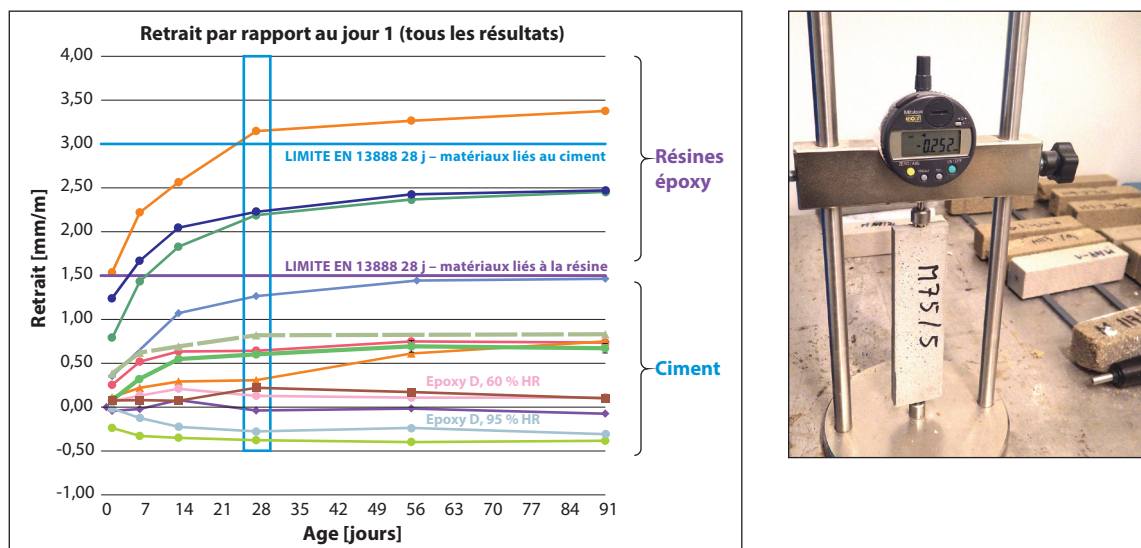 Retrait par rapport au jour 1 (tous les résultats)
4,00
3,50
3,00
2,50
2,00
1,50
1,00
0,50
0,00
-0,50
-1,00
Retrait [mm/m]
LIMITE EN 13888 28 j – matériaux liés au ciment
LIMITE EN 13888 28 j – matériaux liés à la résine
Epoxy D, 60 % HR
Epoxy D, 95 % HR
0 7 14 21 28 35 42 49 56 63 70 77 84 91
Age [jours]
Résines
époxy
Ciment
Mitutoyo
-0.252
ZERO/ABS
ON/OFF
M75/5